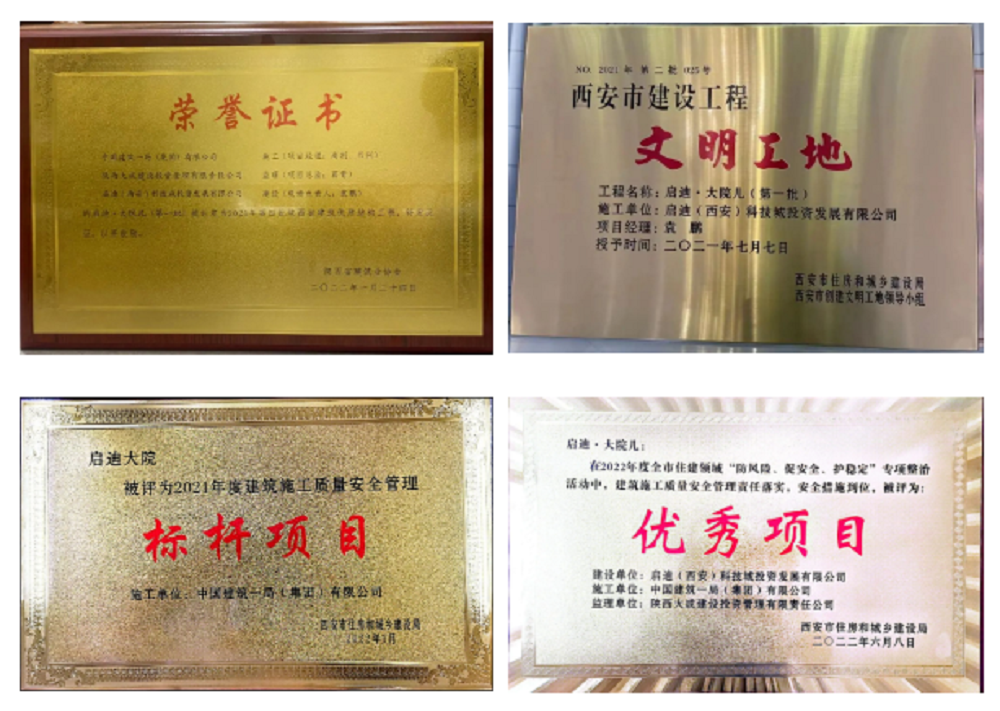 荣誉证书
二〇二二年一月二十四日
NO. 2021年 第二批 025号
西安市建设工程
文明工地
工程名称：启迪·大院儿（第一批）
施工单位：启迪（西安）科技城投资发展有限公司
项目经理：袁 鹏
授予时间：二〇二一年七月七日
西安市住房和城乡建设局
西安市创建文明工地领导小组
启迪大院
被评为2021年度建筑施工质量安全管理
标杆项目
施工单位：中国建筑一局（集团）有限公司
西安市住房和城乡建设局
启迪·大院儿：
在2022年度全市住建领域“防风险、促安全、护稳定”专项整治
活动中，建筑施工质量安全管理责任落实，安全措施到位，被评为：
优秀项目
建设单位：启迪（西安）科技城投资发展有限公司
施工单位：中国建筑一局（集团）有限公司
监理单位：陕西大成建设投资管理有限责任公司
西安市住房和城乡建设局
二〇二二年六月八日